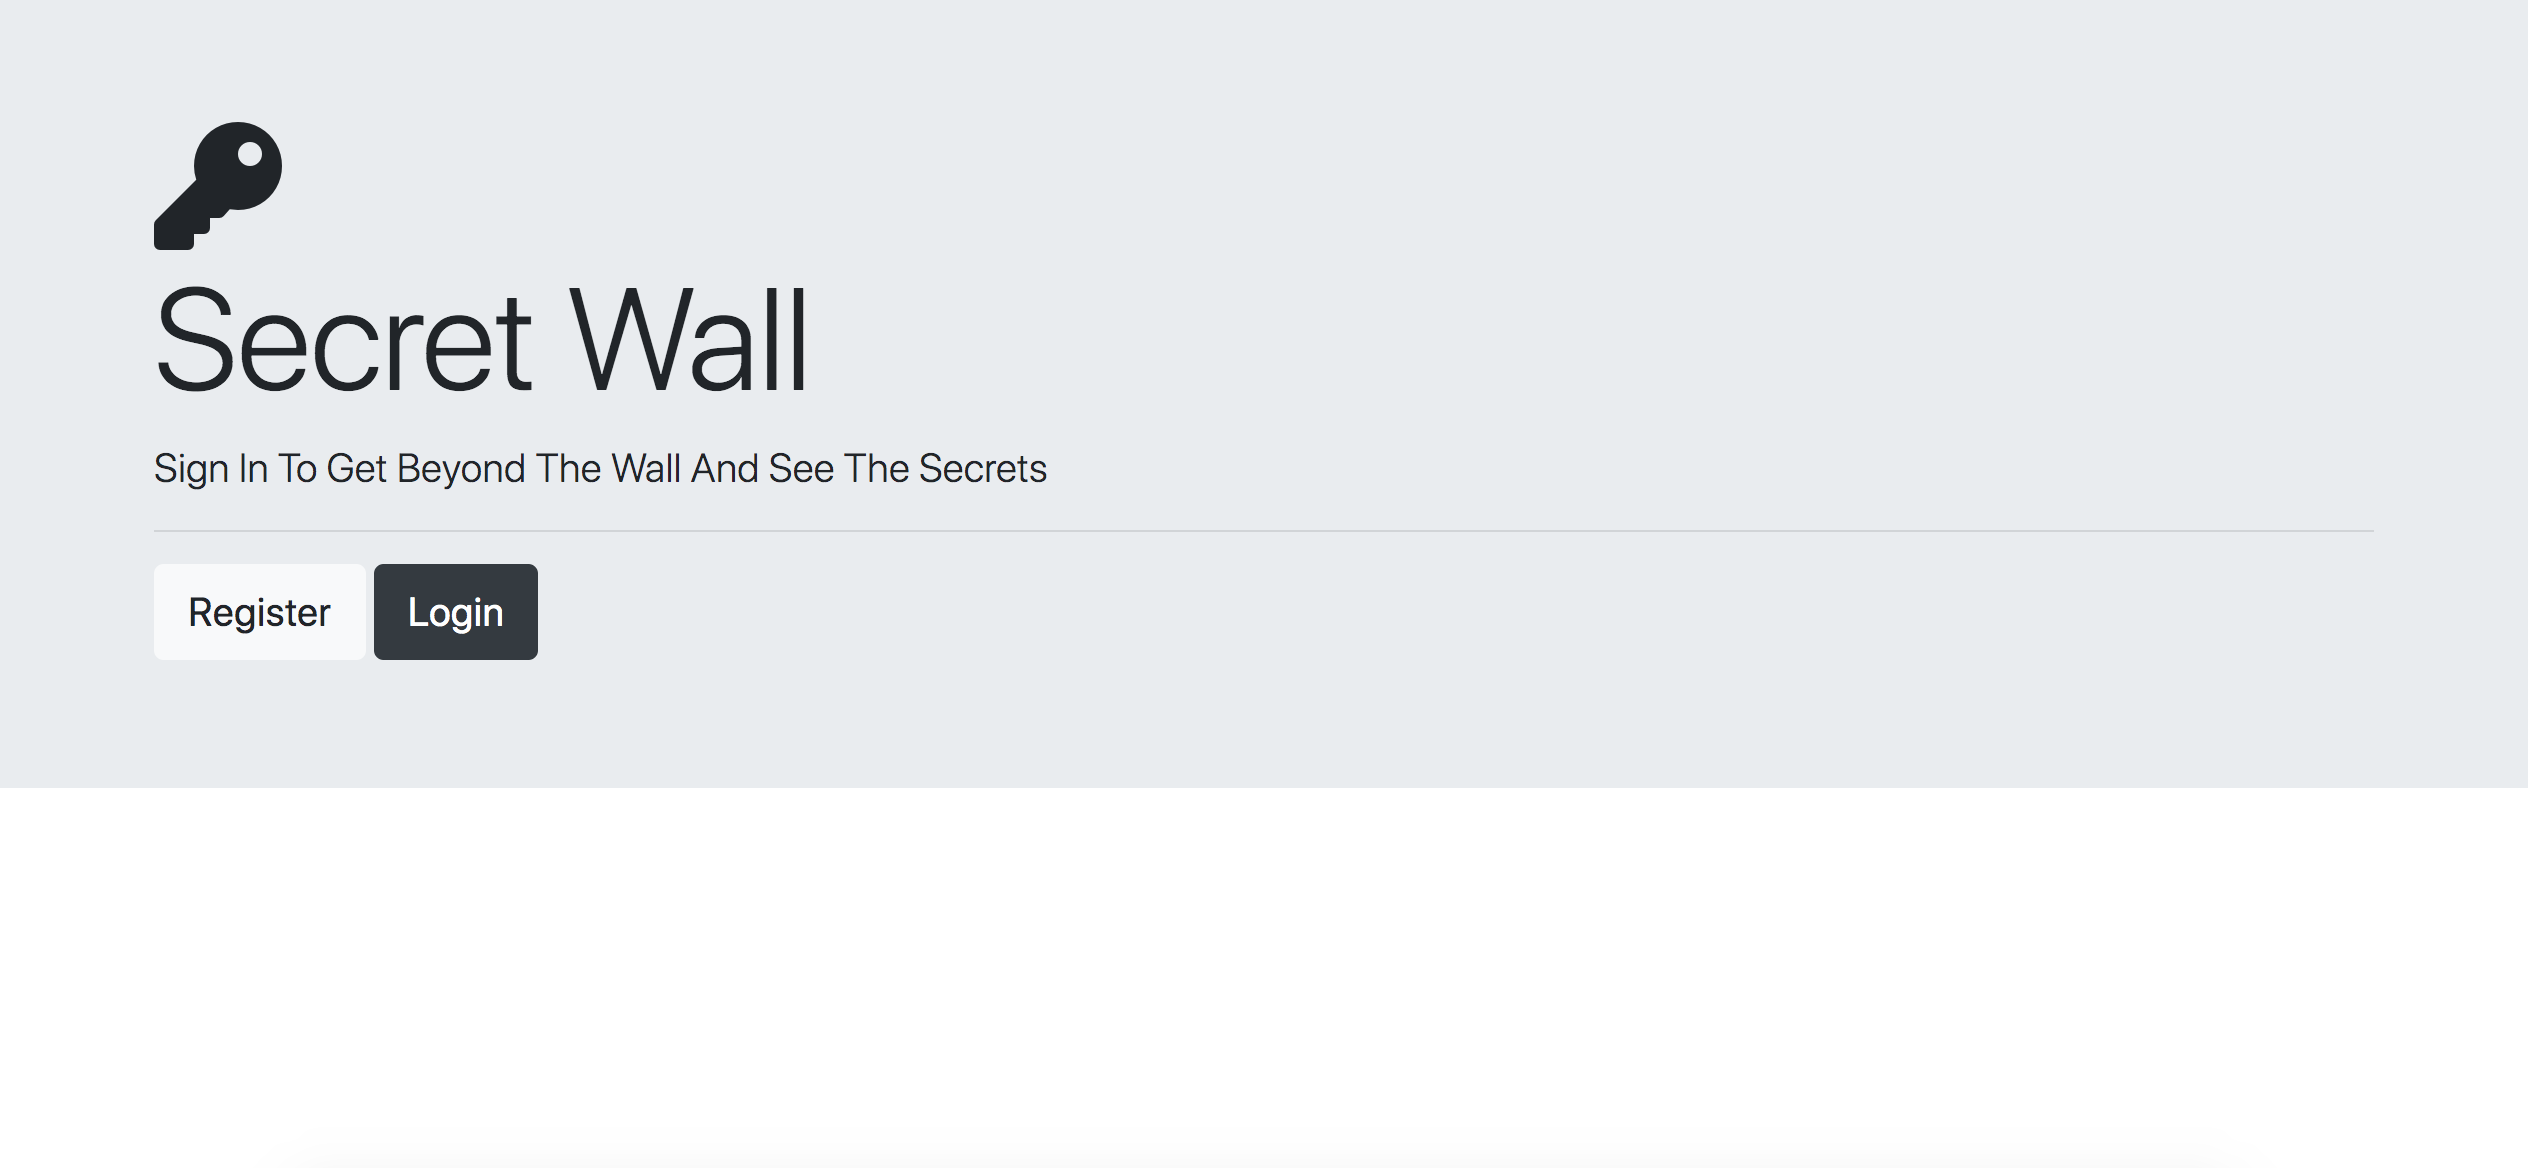 Secret Wall
Sign In To Get Beyond The Wall And See The Secrets
Register Login